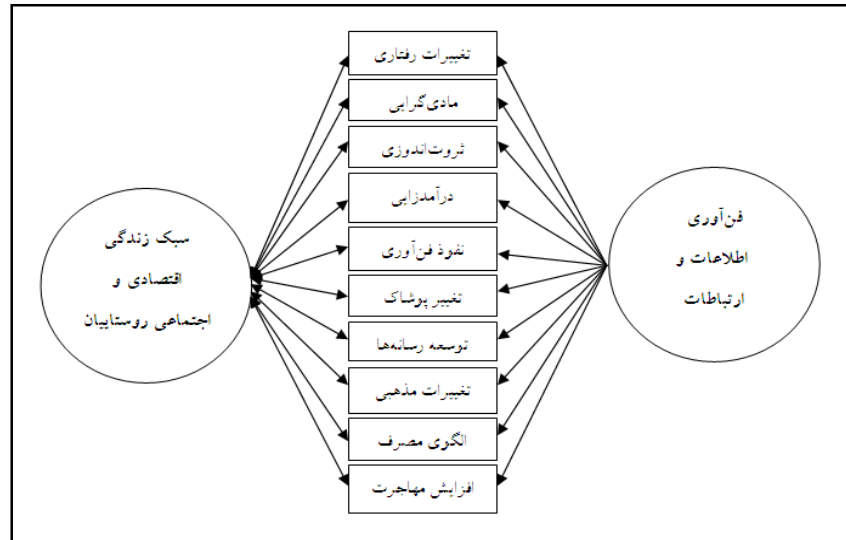 تغییرات رفتاری
مادی‌گرایی
ثروت‌اندوزی
درآمدزایی
نفوذ فن‌آوری
تغییر پوشاک
توسعه رسانه‌ها
تغییرات مذهبی
الگوی مصرف
افزایش مهاجرت
فن‌آوری
اطلاعات و
ارتباطات
سبک زندگی
اقتصادی و
اجتماعی روستاییان